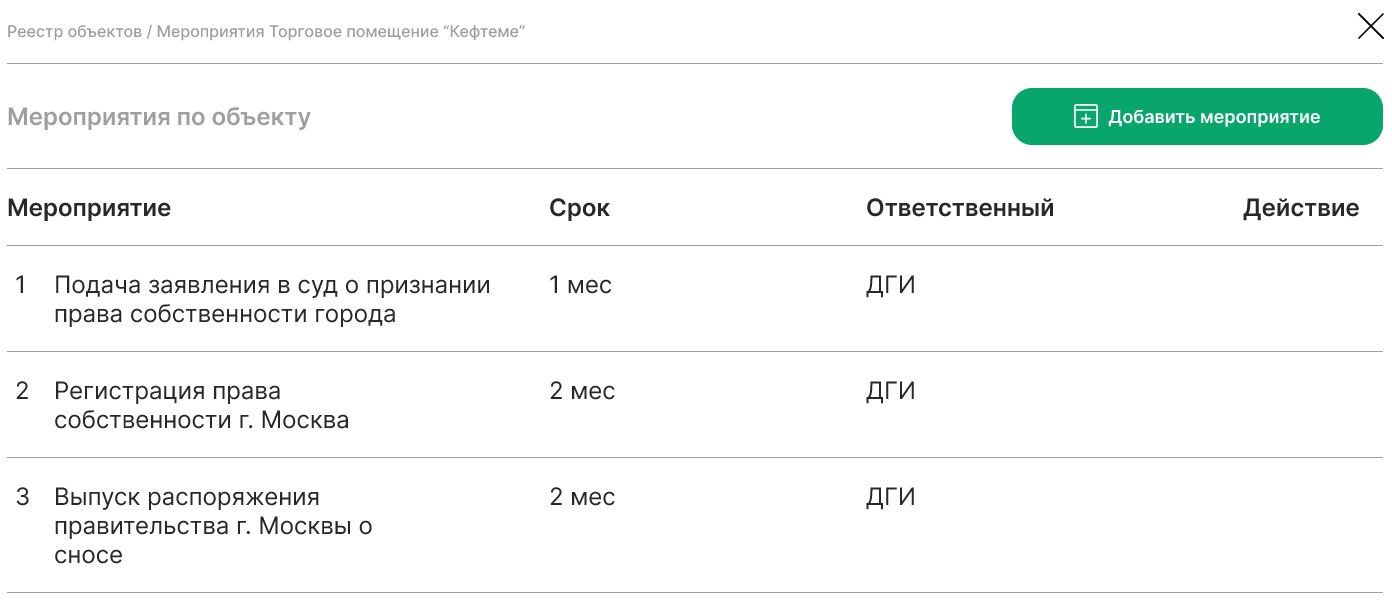 Реестр объектов / Мероприятия Торговое помещение “Кефтеме”
Мероприятия по объекту
Добавить мероприятие
Мероприятие Срок Ответственный Действие
1 Подача заявления в суд о признании 1 мес ДГИ
права собственности города
2 Регистрация права 2 мес ДГИ
собственности г. Москва
3 Выпуск распоряжения 2 мес ДГИ
правительства г. Москвы о
сносе